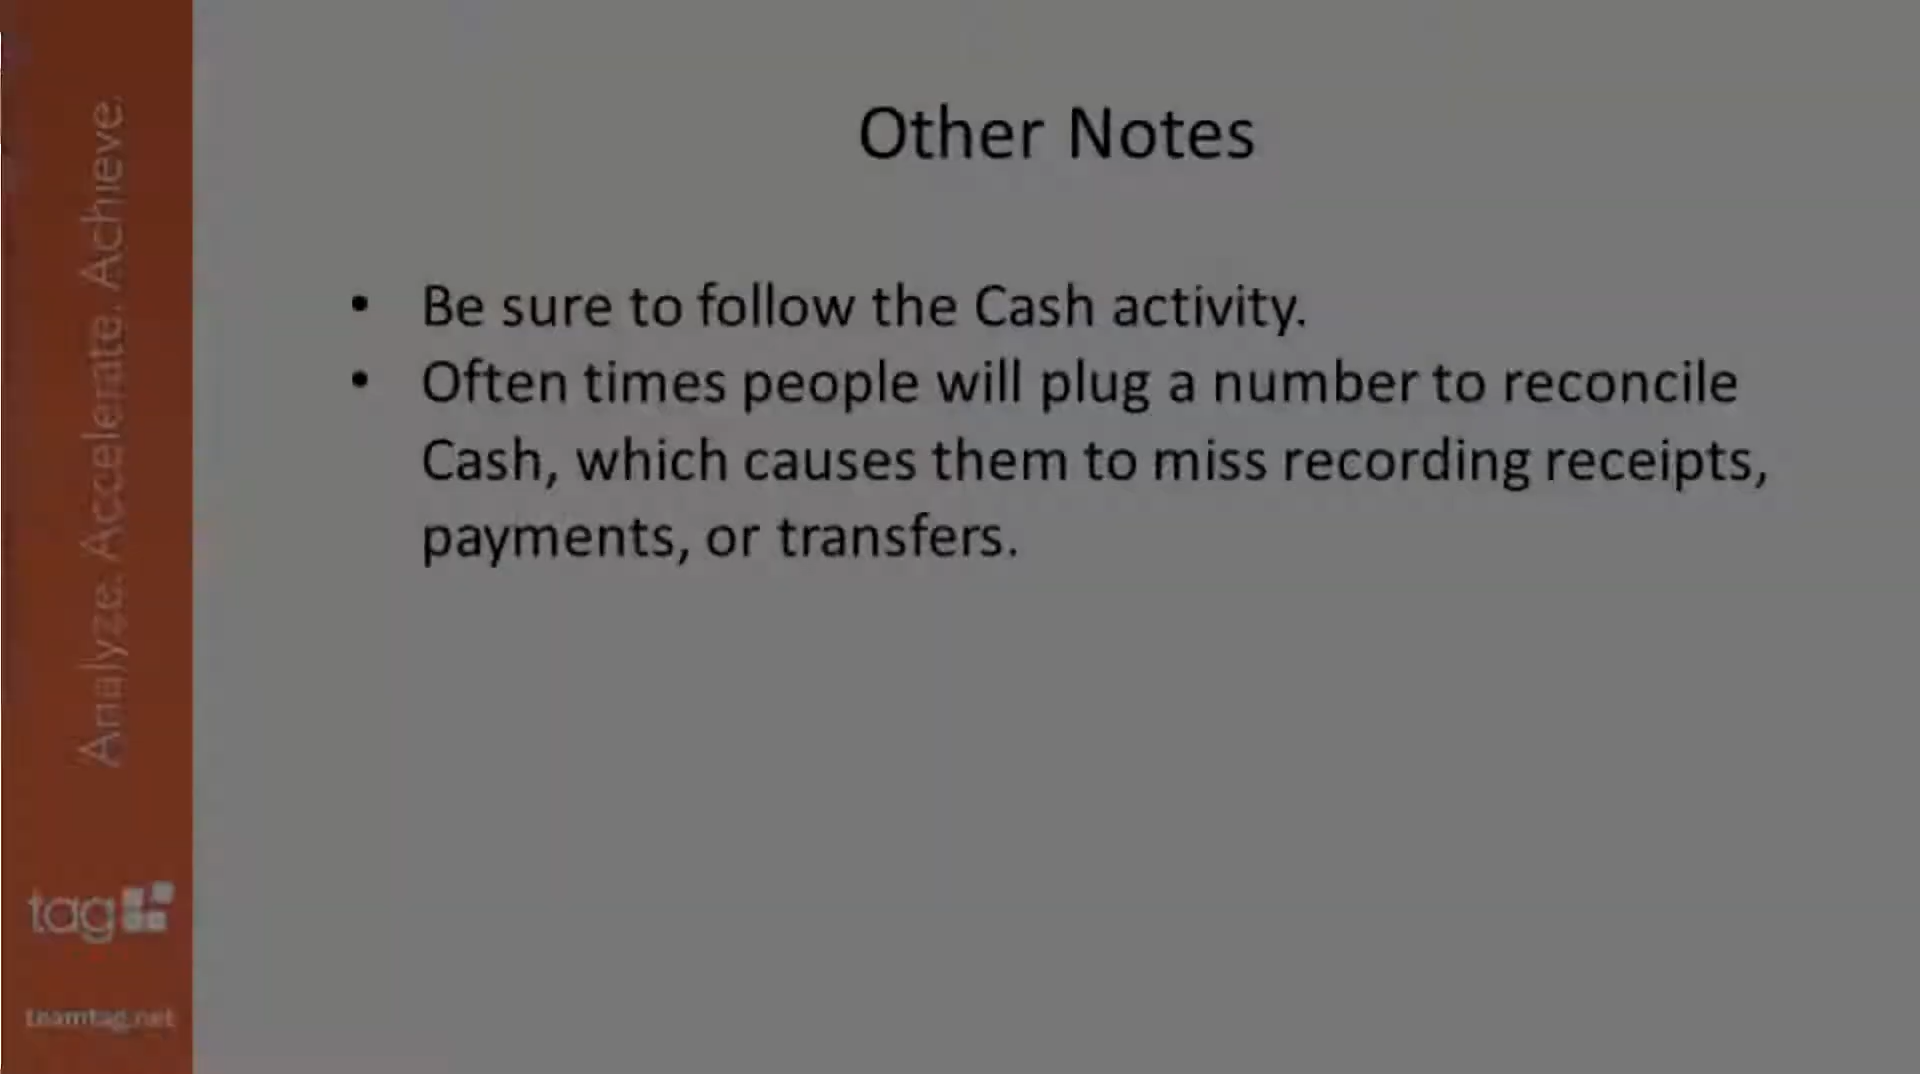 Other Notes
• Be sure to follow the Cash activity.
• Often times people will plug a number to reconcile
Cash, which causes them to miss recording receipts,
payments, or transfers.
Analyze. Accelerate. Achieve.
tag
teamtag.net